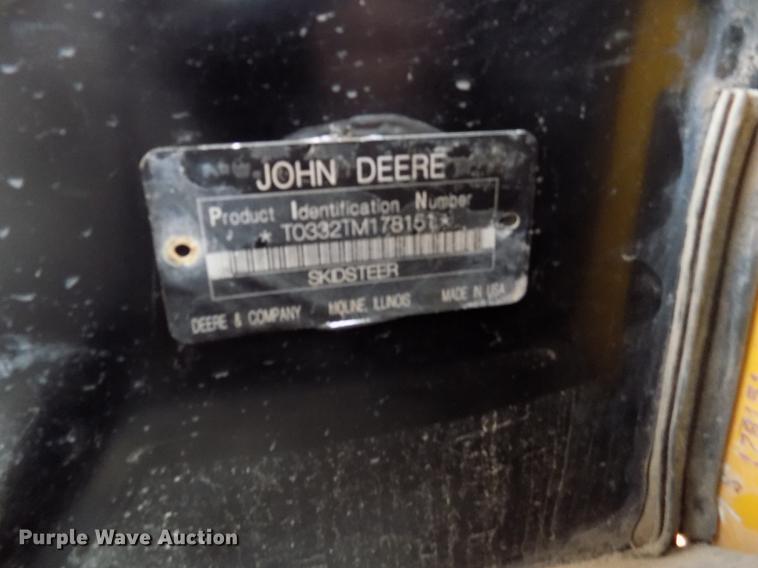 JOHN DEERE
Product Identification Number
* T0332TM178151 *
SKIDSTEER
DEERE & COMPANY MOLINE, ILLINOIS MADE IN USA
Purple Wave Auction